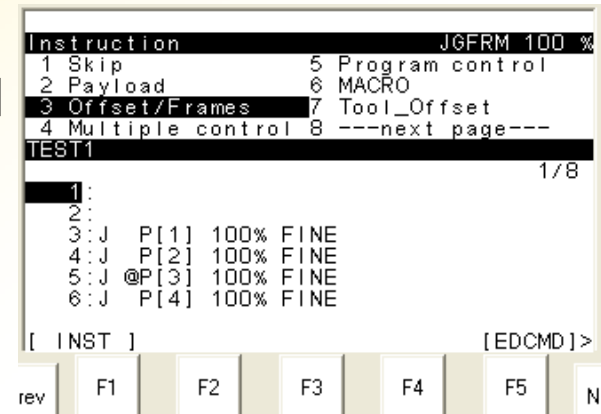 Instruction JGFRM 100 %
1 Skip 5 Program control
2 Payload 6 MACRO
3 Offset/Frames 7 Tool_Offset
4 Multiple control 8 ---next page---
TEST1
1/8
1:
2:
3:J P[1] 100% FINE
4:J P[2] 100% FINE
5:J @P[3] 100% FINE
6:J P[4] 100% FINE
[ INST ] [EDCMD]>
rev F1 F2 F3 F4 F5 N